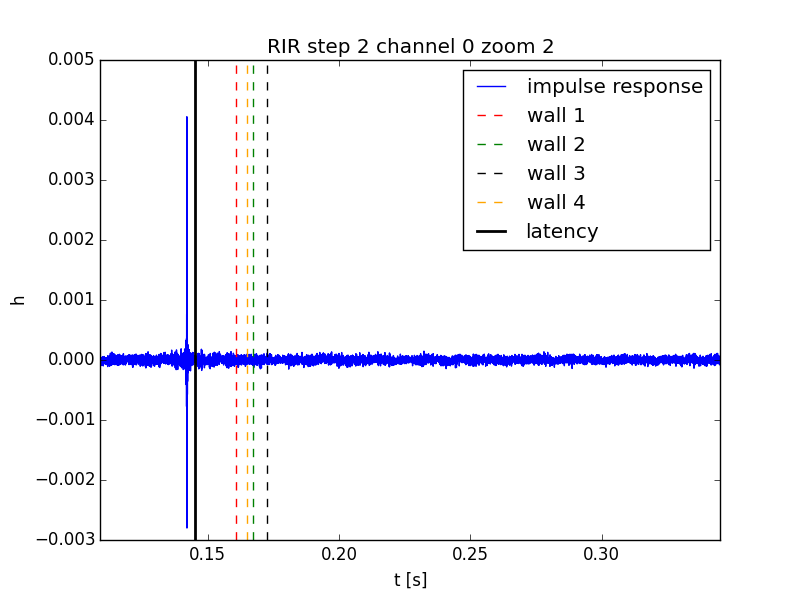 RIR step 2 channel 0 zoom 2
0.005
0.004
0.003
0.002
0.001
0.000
−0.001
−0.002
−0.003
h
impulse response
wall 1
wall 2
wall 3
wall 4
latency
0.15
0.20
0.25
0.30
t [s]